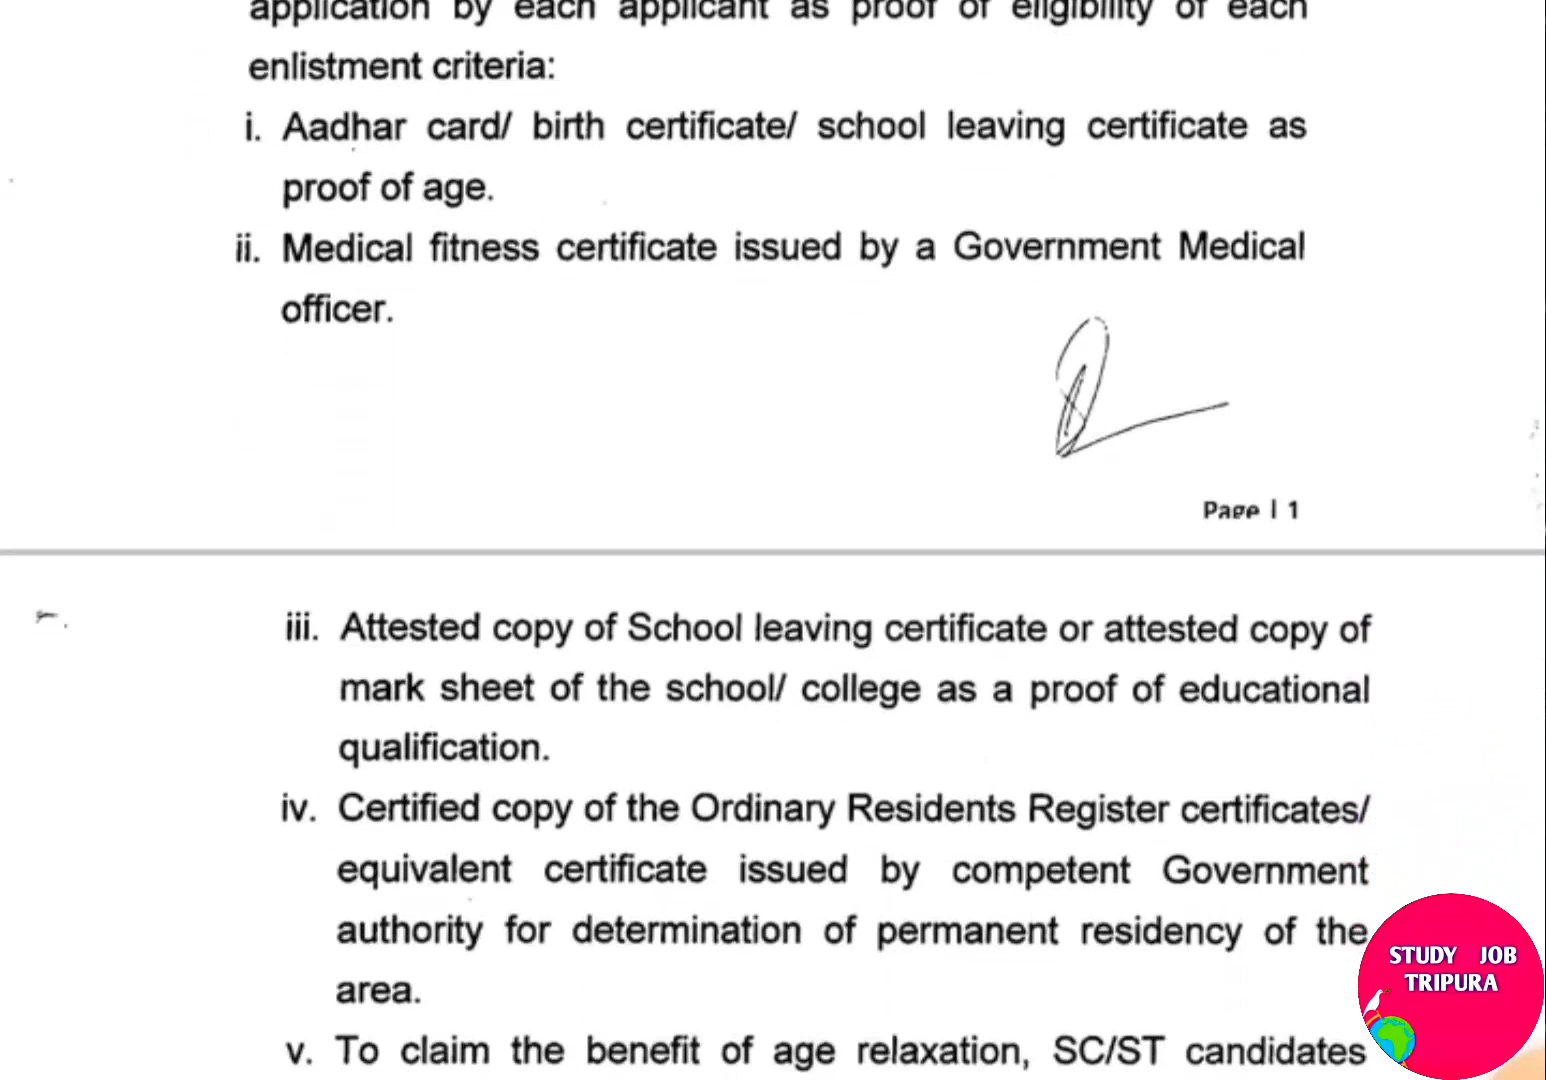 application by each applicant as proof of eligibility of each
enlistment criteria:
i. Aadhar card/ birth certificate/ school leaving certificate as
proof of age.
ii. Medical fitness certificate issued by a Government Medical
officer.
Page | 1
iii. Attested copy of School leaving certificate or attested copy of
mark sheet of the school/ college as a proof of educational
qualification.
iv. Certified copy of the Ordinary Residents Register certificates/
equivalent certificate issued by competent Government
authority for determination of permanent residency of the
area.
v. To claim the benefit of age relaxation, SC/ST candidates
STUDY JOB
TRIPURA